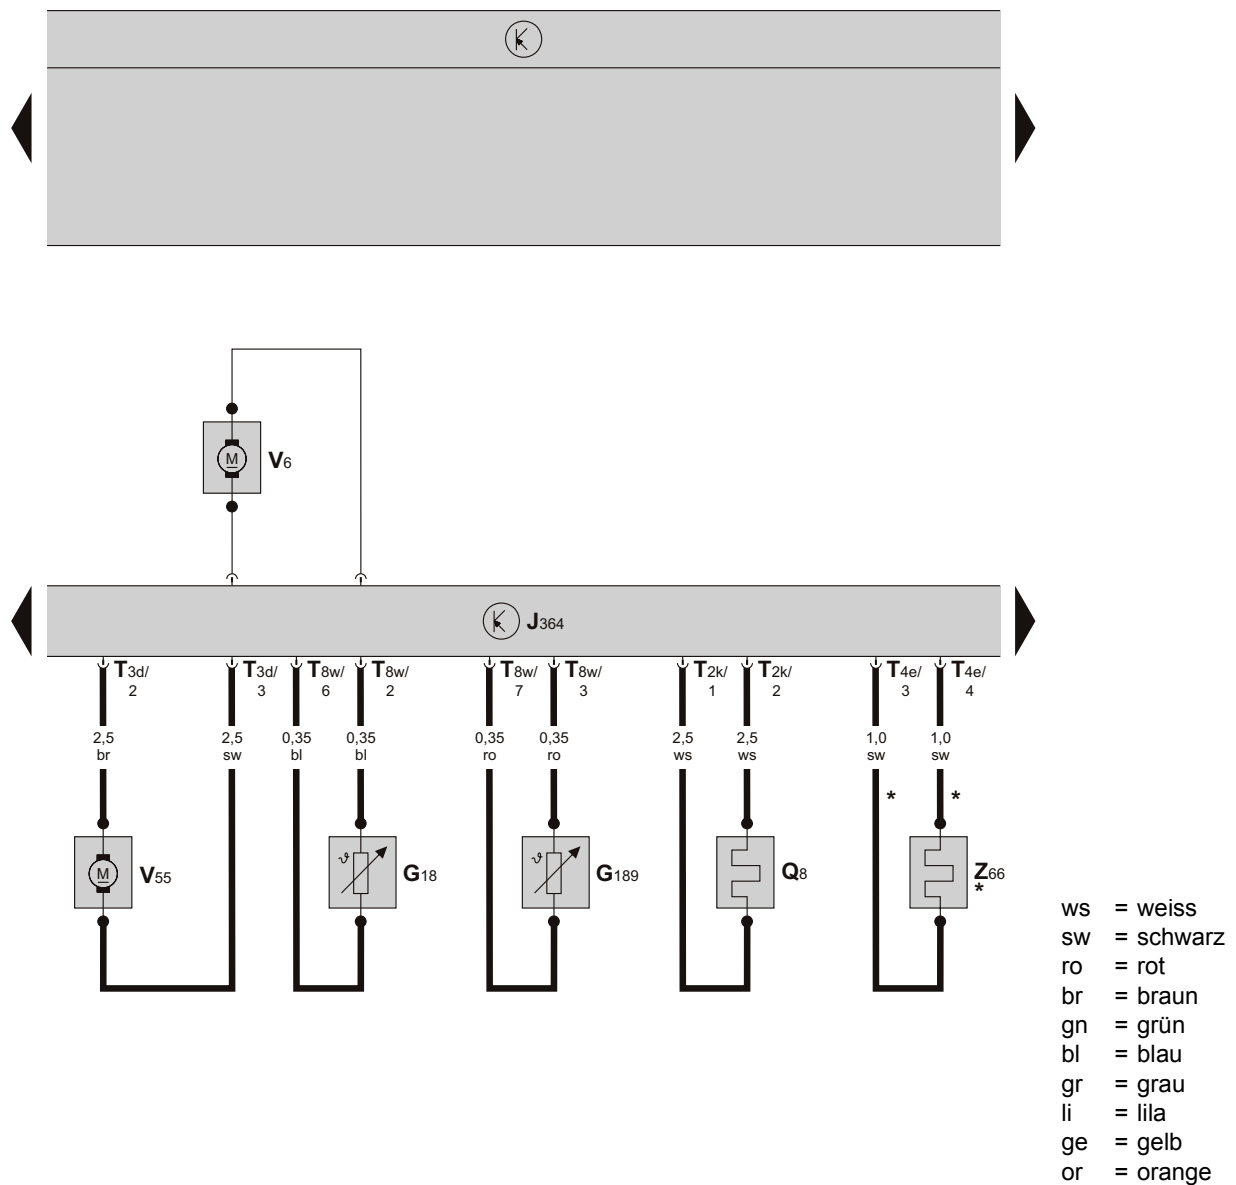 M
V6
J364
T3d/ T3d/ T8w/ T8w/ T8w/ T8w/ T2k/ T2k/ T4e/ T4e/
2 3 6 2 7 3 1 2 3 4
2,5 2,5 0,35 0,35 0,35 0,35 2,5 2,5 1,0 1,0
br sw bl bl ro ro ws ws sw sw
* *
M V55 ϑ G18 ϑ G189 Q8 Z66
*
ws = weiss
sw = schwarz
ro = rot
br = braun
gn = grün
bl = blau
gr = grau
li = lila
ge = gelb
or = orange